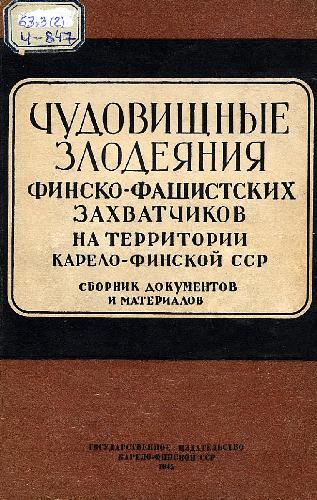 63.3(2)
Ч-847
ЧУДОВИЩНЫЕ
ЗЛОДЕЯНИЯ
ФИНСКО-ФАШИСТСКИХ
ЗАХВАТЧИКОВ
НА ТЕРРИТОРИИ
КАРЕЛО-ФИНСКОЙ ССР
СБОРНИК ДОКУМЕНТОВ
И МАТЕРИАЛОВ
ГОСУДАРСТВЕННОЕ ИЗДАТЕЛЬСТВО
КАРЕЛО-ФИНСКОЙ ССР
1945